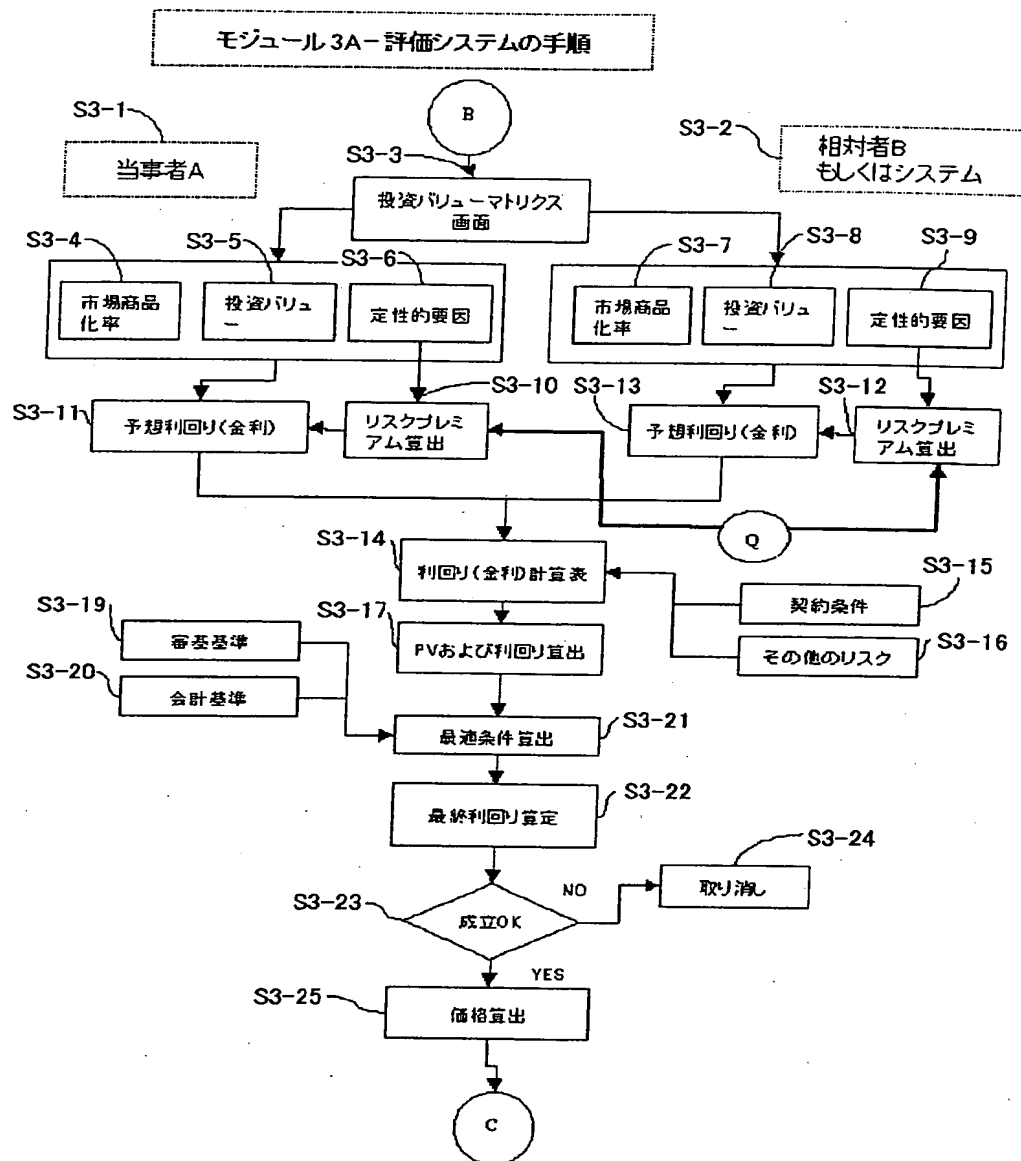 モジュール 3A－評価システムの手順
B
S3-1
S3-2
S3-3
当事者A
相対者B
もしくはシステム
投資バリューマトリクス
画面
S3-4
S3-5
S3-6
S3-7
S3-8
S3-9
市場商品
化率
投資バリュ
ー
定性的要因
市場商品
化率
投資バリュ
ー
定性的要因
S3-10
S3-11
S3-13
S3-12
予想利回り(金利)
リスクプレミ
アム算出
予想利回り(金利)
リスクプレミ
アム算出
Q
S3-14
利回り(金利)計算表
S3-15
契約条件
S3-16
その他のリスク
S3-17
PVおよび利回り算出
S3-19
審基基準
S3-20
会計基準
S3-21
最適条件算出
S3-22
最終利回り算定
S3-23
成立OK
NO
S3-24
取り消し
YES
S3-25
価格算出
C